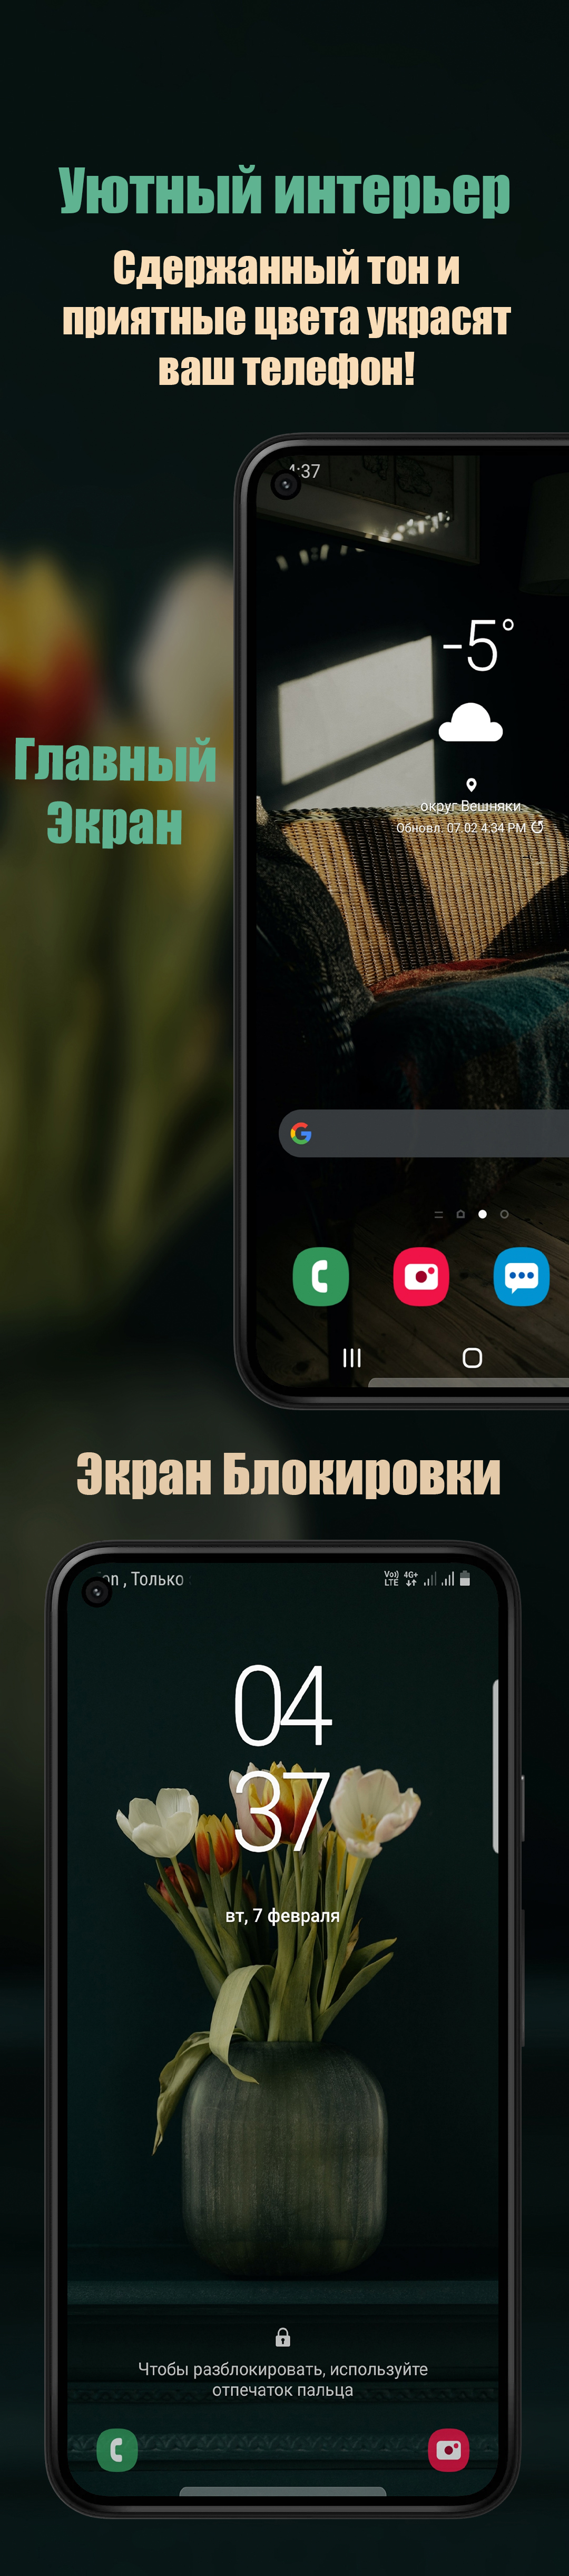 Уютный интерьер
Сдержанный тон и
приятные цвета украсят
ваш телефон!
4:37
-5°
Главный
Экран
округ Вешняки
Обновл. 07.02 4:34 PM
G
Экран Блокировки
, Только
Vo)) 4G+
LTE
04
37
вт, 7 февраля
Чтобы разблокировать, используйте
отпечаток пальца